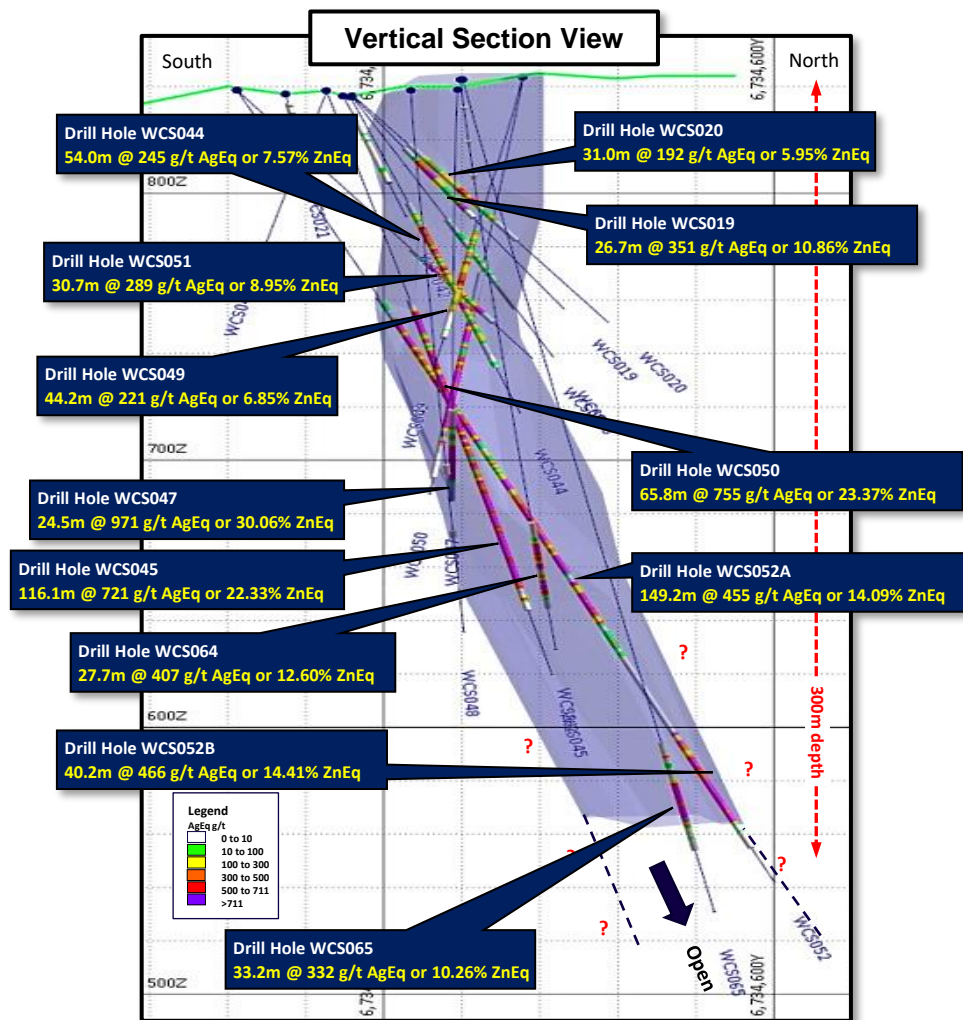 Vertical Section View
South
North
6,734,600Y
Drill Hole WCS044
54.0m @ 245 g/t AgEq or 7.57% ZnEq
Drill Hole WCS020
31.0m @ 192 g/t AgEq or 5.95% ZnEq
800Z
WCS021
Drill Hole WCS019
26.7m @ 351 g/t AgEq or 10.86% ZnEq
Drill Hole WCS051
30.7m @ 289 g/t AgEq or 8.95% ZnEq
WCS019
WCS020
Drill Hole WCS049
44.2m @ 221 g/t AgEq or 6.85% ZnEq
700Z
WCS044
Drill Hole WCS050
65.8m @ 755 g/t AgEq or 23.37% ZnEq
Drill Hole WCS047
24.5m @ 971 g/t AgEq or 30.06% ZnEq
WCS050
Drill Hole WCS045
116.1m @ 721 g/t AgEq or 22.33% ZnEq
Drill Hole WCS052A
149.2m @ 455 g/t AgEq or 14.09% ZnEq
Drill Hole WCS064
27.7m @ 407 g/t AgEq or 12.60% ZnEq
?
WCS048
300m depth
600Z
?
Drill Hole WCS052B
40.2m @ 466 g/t AgEq or 14.41% ZnEq
?
Legend
AgEq g/t
0 to 10
10 to 100
100 to 300
300 to 500
500 to 711
>711
?
?
?
Drill Hole WCS065
33.2m @ 332 g/t AgEq or 10.26% ZnEq
Open
WCS052
WCS065
500Z
6,734,600Y